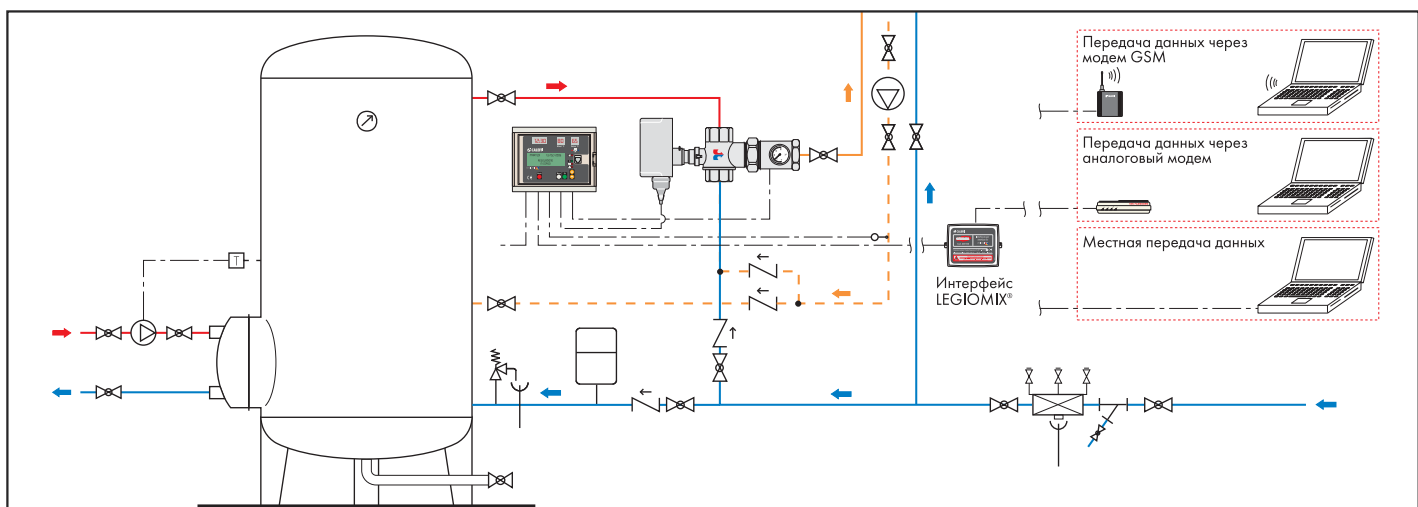 Передача данных через
модем GSM
Передача данных через
аналоговый модем
Местная передача данных
Интерфейс
LEGIOMIX®
T